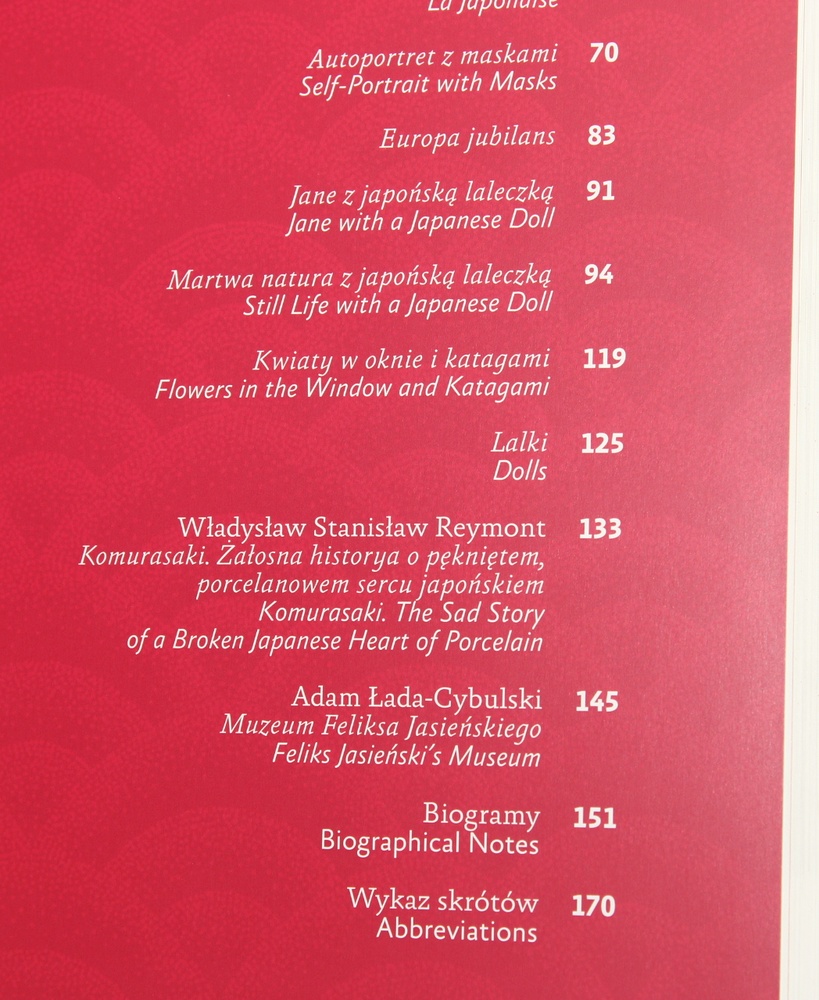 La Japonaise
Autoportret z maskami 70
Self-Portrait with Masks
Europa jubilans 83
Jane z japońską laleczką 91
Jane with a Japanese Doll
Martwa natura z japońską laleczką 94
Still Life with a Japanese Doll
Kwiaty w oknie i katagami 119
Flowers in the Window and Katagami
Lalki 125
Dolls
Władysław Stanisław Reymont 133
Komurasaki. Żałosna historya o pękniętem,
porcelanowem sercu japońskiem
Komurasaki. The Sad Story
of a Broken Japanese Heart of Porcelain
Adam Łada-Cybulski 145
Muzeum Feliksa Jasieńskiego
Feliks Jasieński's Museum
Biogramy 151
Biographical Notes
Wykaz skrótów 170
Abbreviations